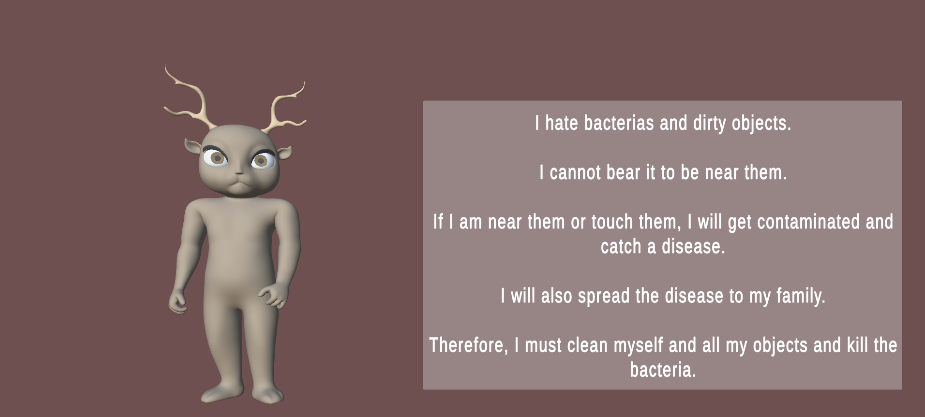 I hate bacterias and dirty objects.
I cannot bear it to be near them.
If I am near them or touch them, I will get contaminated and
catch a disease.
I will also spread the disease to my family.
Therefore, I must clean myself and all my objects and kill the
bacteria.